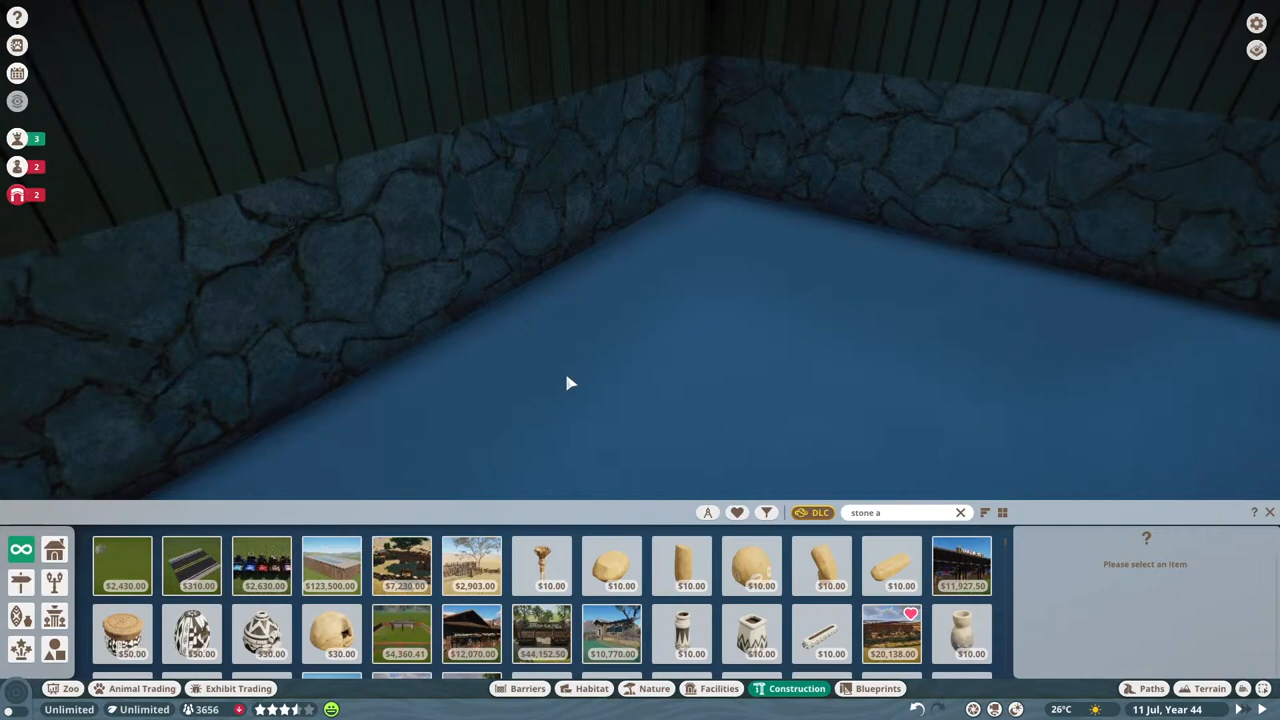 3
2
2
DLC
stone a
$2,430.00
$310.00
$2,630.00
$123,500.00
$7,230.00
$2,903.00
$10.00
$10.00
$10.00
$10.00
$10.00
$10.00
$11,927.50
$50.00
$30.00
$30.00
$30.00
$4,360.41
$12,070.00
$44,152.50
$10,770.00
$10.00
$10.00
$10.00
$20,138.00
$10.00
?
Please select an item
Zoo
Animal Trading
Exhibit Trading
Barriers
Habitat
Nature
Facilities
Construction
Blueprints
Paths
Terrain
Unlimited
Unlimited
3656
26°C
11 Jul, Year 44